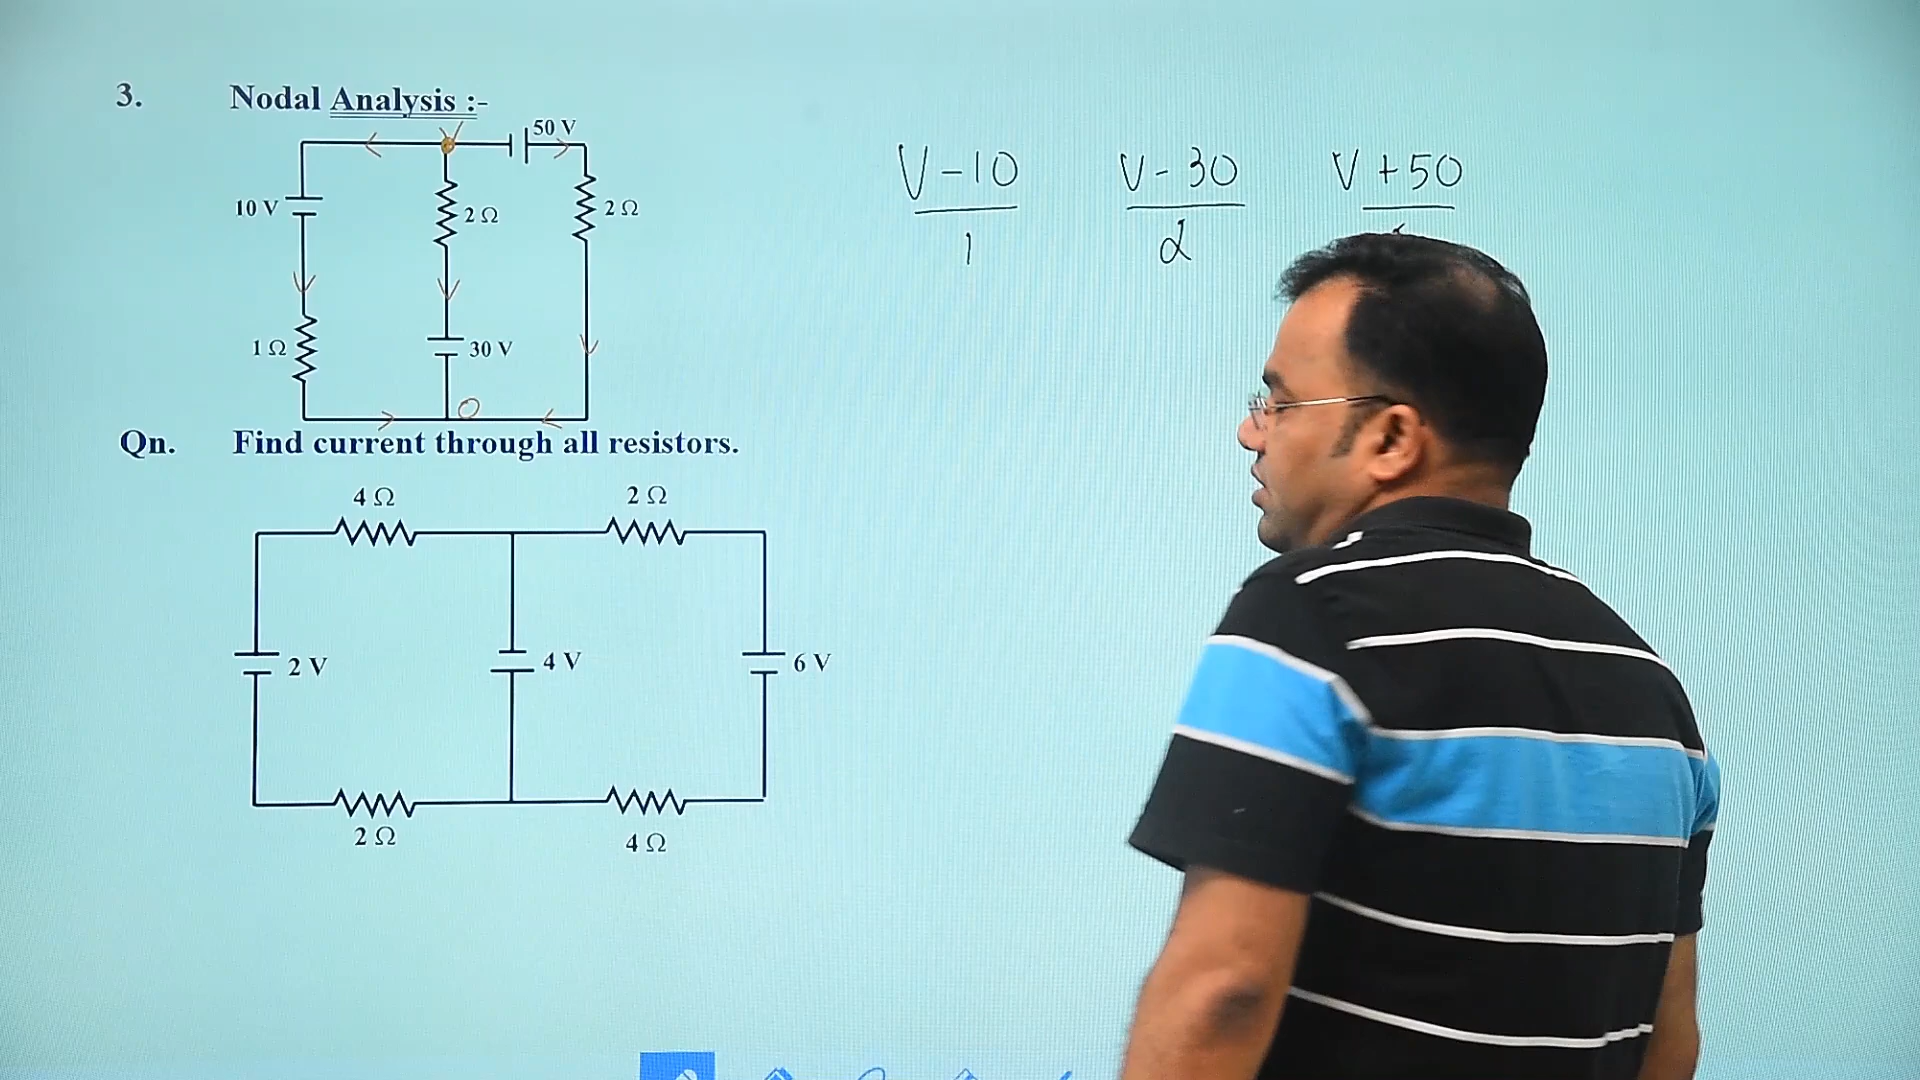 3. Nodal Analysis :-
V
50 V
10 V
2 Ω
2 Ω
1 Ω
30 V
0
V-10
1
V-30
2
V+50
Qn. Find current through all resistors.
4 Ω
2 Ω
2 V
4 V
6 V
2 Ω
4 Ω